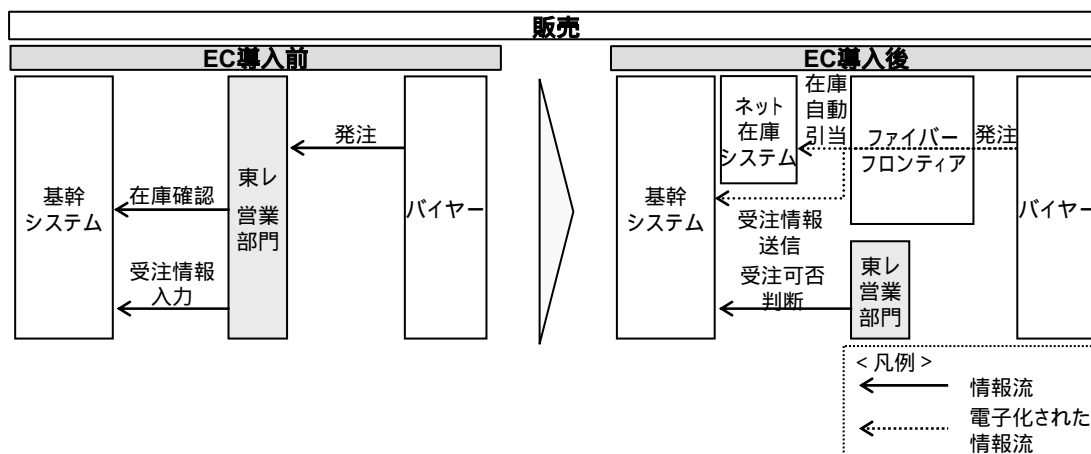 販売
EC導入前
発注
東レ
営業
部門
基幹
システム
在庫確認
受注情報
入力
バイヤー
EC導入後
ネット
在庫
システム
在庫
自動
引当
ファイバー
フロンティア
発注
基幹
システム
受注情報
送信
受注可否
判断
東レ
営業
部門
バイヤー
＜凡例＞
情報流
電子化された
情報流